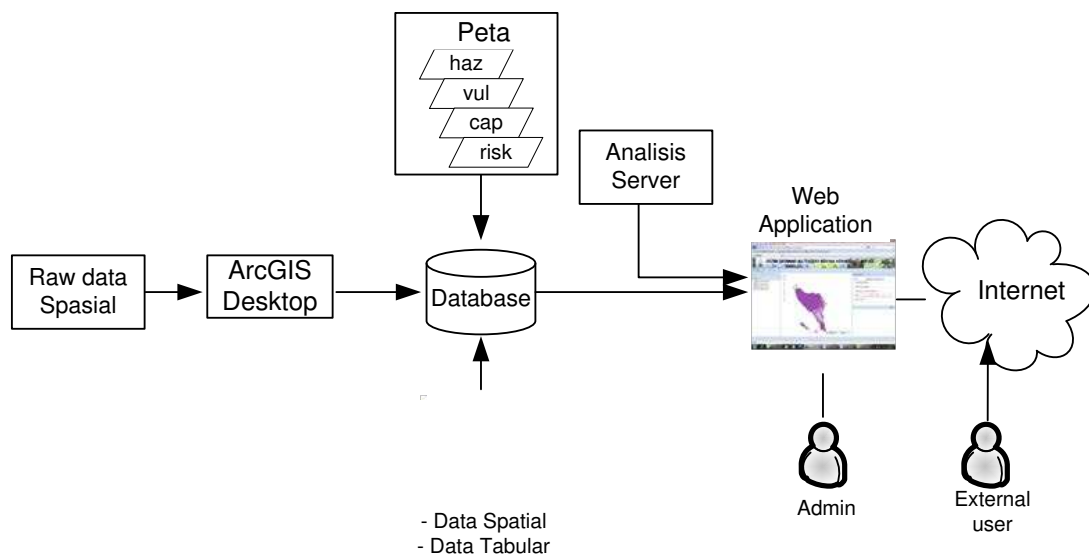 Peta
haz
vul
cap
risk
Analisis
Server
Web
Application
Raw data
Spasial
ArcGIS
Desktop
Database
Internet
Admin
External
user
- Data Spatial
- Data Tabular